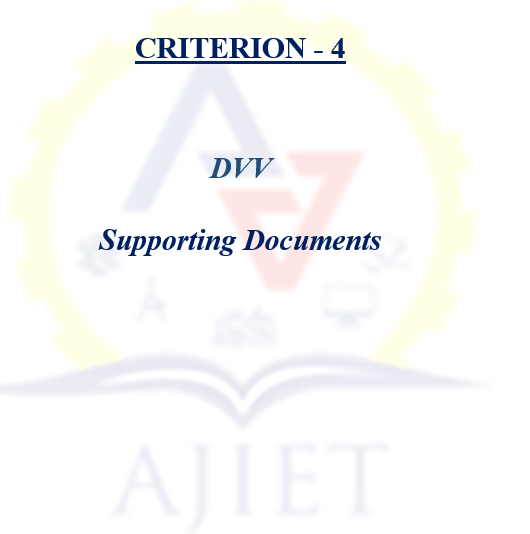 CRITERION - 4
DVV
Supporting Documents
AJIET